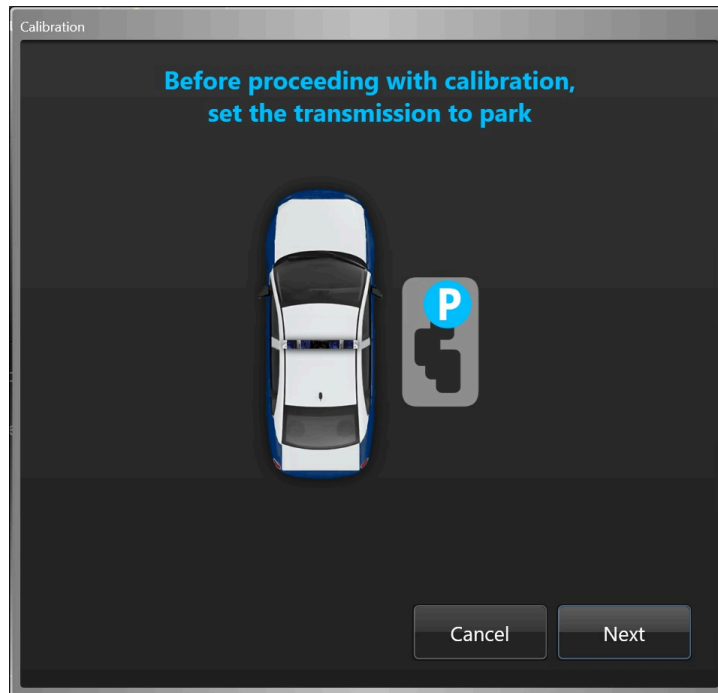 Calibration
Before proceeding with calibration,
set the transmission to park
P
Cancel
Next